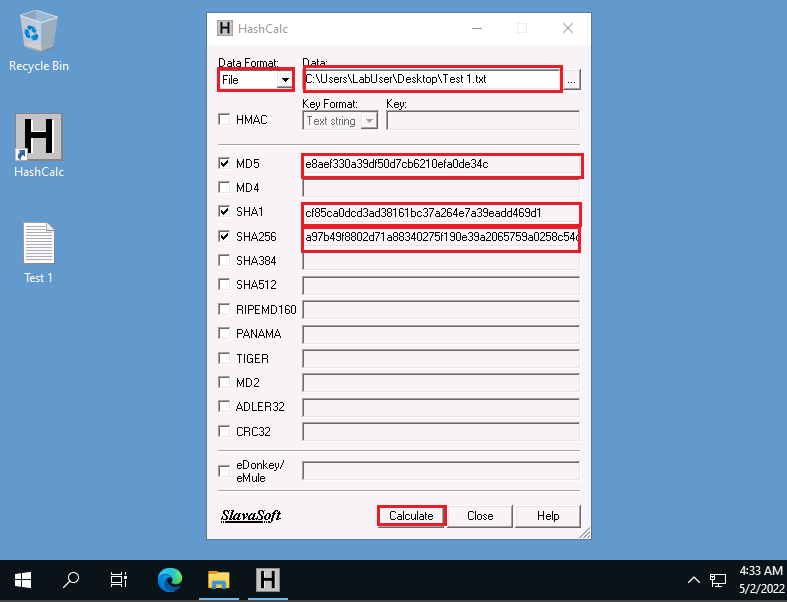 Recycle Bin
HashCalc
Test 1
HashCalc
Data Format:
Data:
File
C:\Users\LabUser\Desktop\Test 1.txt
...
HMAC
Key Format:
Key:
Text string
MD5
e8aef330a39df50d7cb6210efa0de34c
MD4
SHA1
cf85ca0dcd3ad38161bc37a264e7a39eadd469d1
SHA256
a97b49f8802d71a88340275f190e39a2065759a0258c54d
SHA384
SHA512
RIPEMD160
PANAMA
TIGER
MD2
ADLER32
CRC32
eDonkey/
eMule
SlavaSoft
Calculate
Close
Help
4:33 AM
5/2/2022